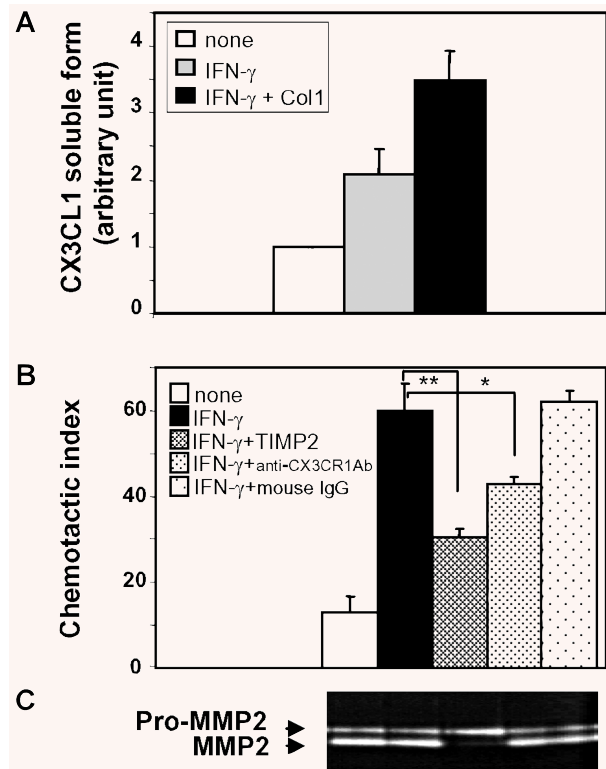 A
CX3CL1 soluble form
(arbitrary unit)
4
3
2
1
0
none
IFN-γ
IFN-γ + Col1
B
Chemotactic index
60
40
20
0
none
IFN-γ
IFN-γ+TIMP2
IFN-γ+anti-CX3CR1Ab
IFN-γ+mouse IgG
**
*
C
Pro-MMP2
MMP2